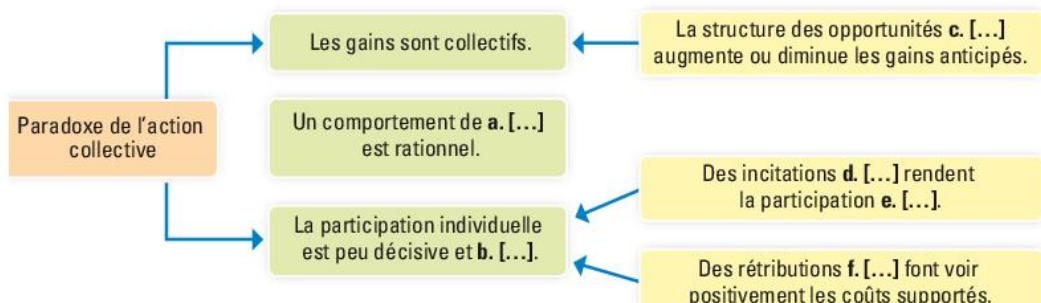 Les gains sont collectifs.
La structure des opportunités c. [...]
augmente ou diminue les gains anticipés.
Paradoxe de l'action
collective
Un comportement de a. [...]
est rationnel.
Des incitations d. [...] rendent
la participation e. [...].
La participation individuelle
est peu décisive et b. [...].
Des rétributions f. [...] font voir
positivement les coûts supportés.